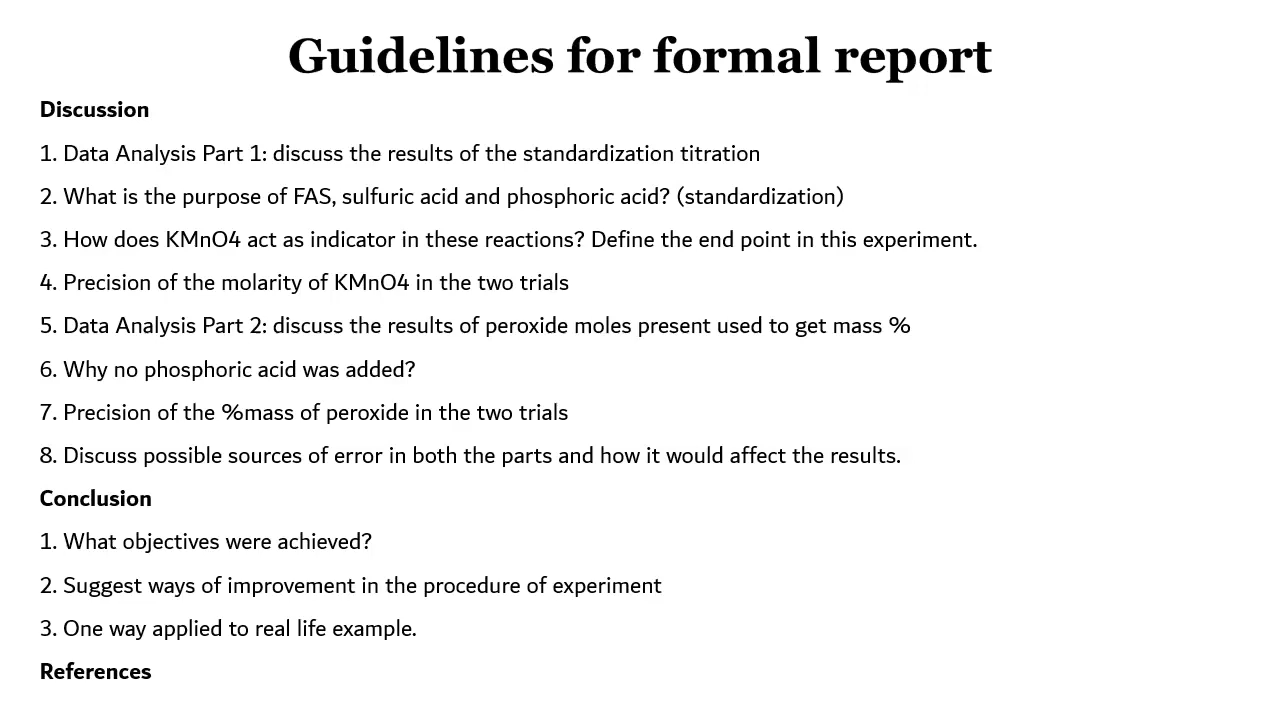 Guidelines for formal report
Discussion
1. Data Analysis Part 1: discuss the results of the standardization titration
2. What is the purpose of FAS, sulfuric acid and phosphoric acid? (standardization)
3. How does KMnO4 act as indicator in these reactions? Define the end point in this experiment.
4. Precision of the molarity of KMnO4 in the two trials
5. Data Analysis Part 2: discuss the results of peroxide moles present used to get mass %
6. Why no phosphoric acid was added?
7. Precision of the %mass of peroxide in the two trials
8. Discuss possible sources of error in both the parts and how it would affect the results.
Conclusion
1. What objectives were achieved?
2. Suggest ways of improvement in the procedure of experiment
3. One way applied to real life example.
References